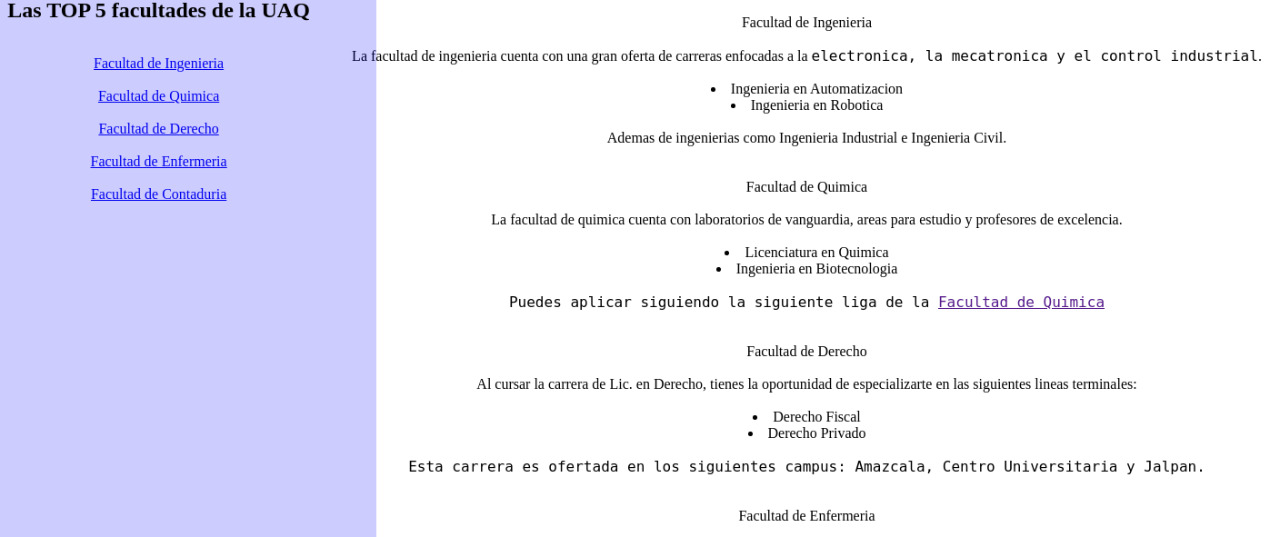 Las TOP 5 facultades de la UAQ
Facultad de Ingenieria
Facultad de Quimica
Facultad de Derecho
Facultad de Enfermeria
Facultad de Contaduria
Facultad de Ingenieria
La facultad de ingenieria cuenta con una gran oferta de carreras enfocadas a la electronica, la mecatronica y el control industrial.
• Ingenieria en Automatizacion
• Ingenieria en Robotica
Ademas de ingenierias como Ingenieria Industrial e Ingenieria Civil.
Facultad de Quimica
La facultad de quimica cuenta con laboratorios de vanguardia, areas para estudio y profesores de excelencia.
• Licenciatura en Quimica
• Ingenieria en Biotecnologia
Puedes aplicar siguiendo la siguiente liga de la Facultad de Quimica
Facultad de Derecho
Al cursar la carrera de Lic. en Derecho, tienes la oportunidad de especializarte en las siguientes lineas terminales:
• Derecho Fiscal
• Derecho Privado
Esta carrera es ofertada en los siguientes campus: Amazcala, Centro Universitaria y Jalpan.
Facultad de Enfermeria